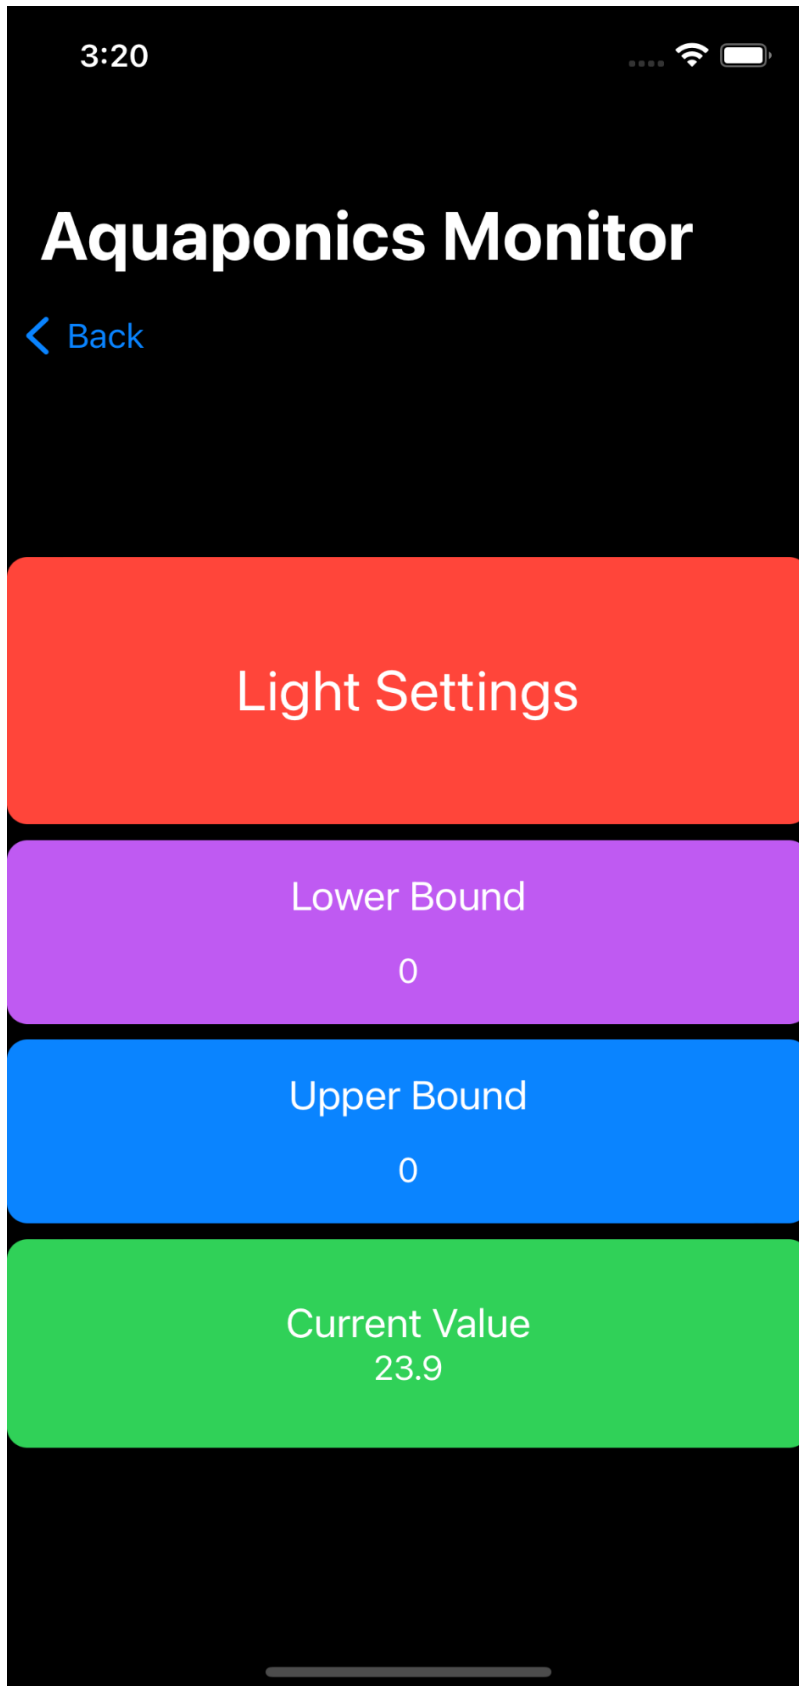 3:20
Aquaponics Monitor
Back
Light Settings
Lower Bound
0
Upper Bound
0
Current Value
23.9